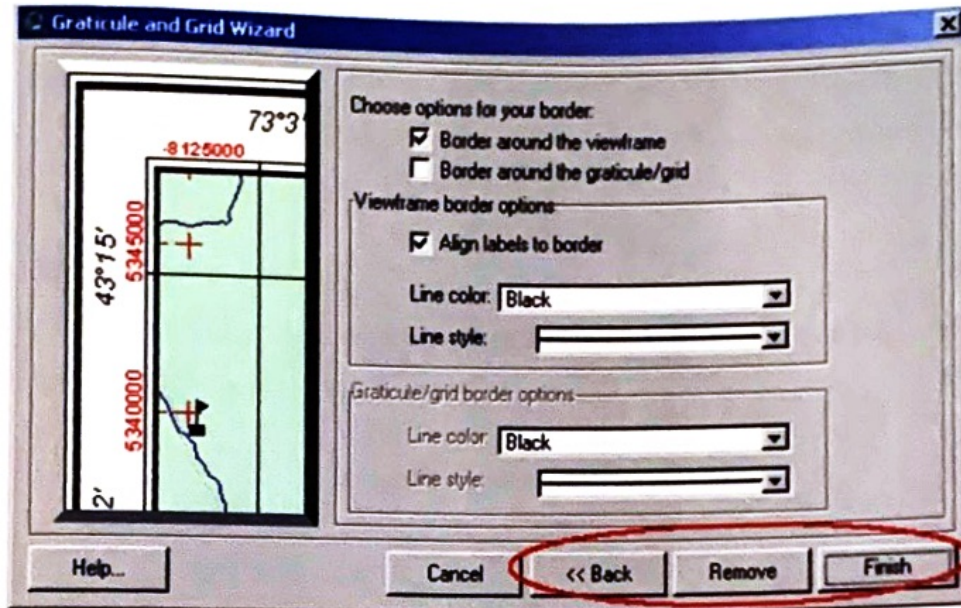 Graticule and Grid Wizard
73°3'
-8125000
43°15'
5345000
5340000
2'
Choose options for your border:
Border around the viewframe
Border around the graticule/grid
Viewframe border options
Align labels to border
Line color: Black
Line style:
Graticule/grid border options
Line color: Black
Line style:
Help... Cancel << Back Remove Finish